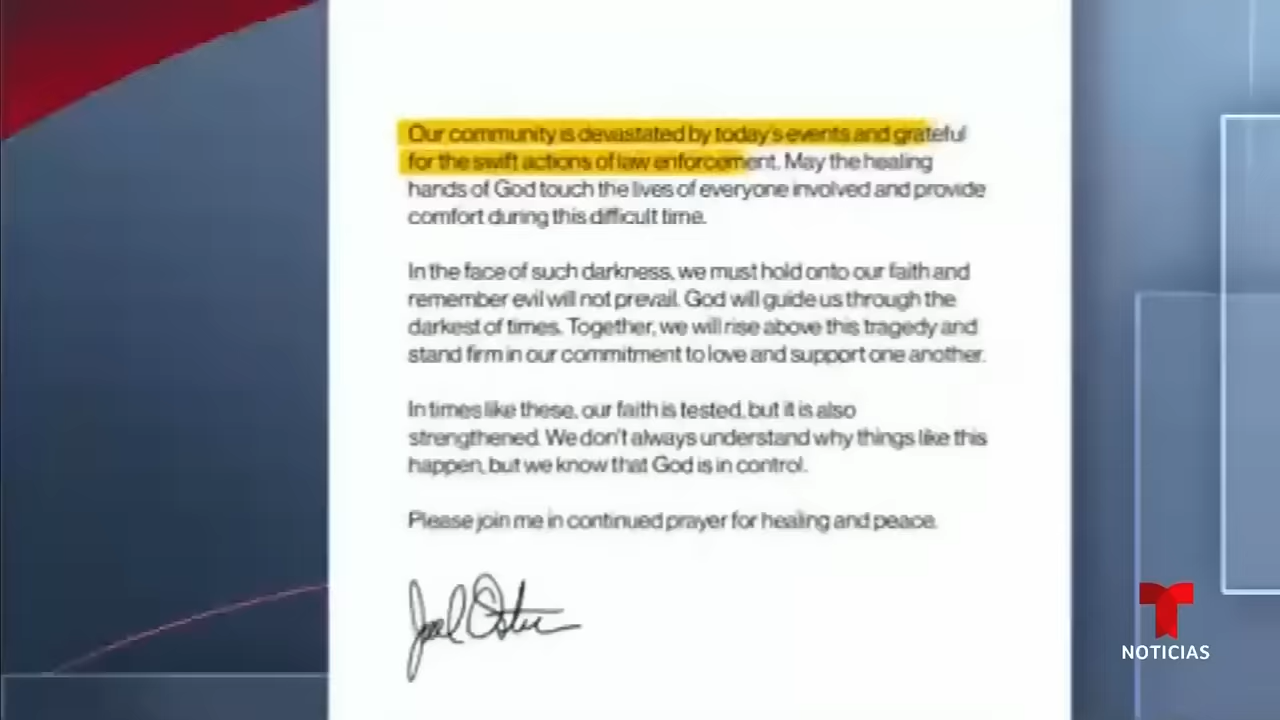 Our community is devastated by today's events and grateful
for the swift actions of law enforcement. May the healing
hands of God touch the lives of everyone involved and provide
comfort during this difficult time.
In the face of such darkness, we must hold onto our faith and
remember evil will not prevail. God will guide us through the
darkest of times. Together, we will rise above this tragedy and
stand firm in our commitment to love and support one another.
In times like these, our faith is tested, but it is also
strengthened. We don't always understand why things like this
happen, but we know that God is in control.
Please join me in continued prayer for healing and peace.
Joel Osteen
NOTICIAS